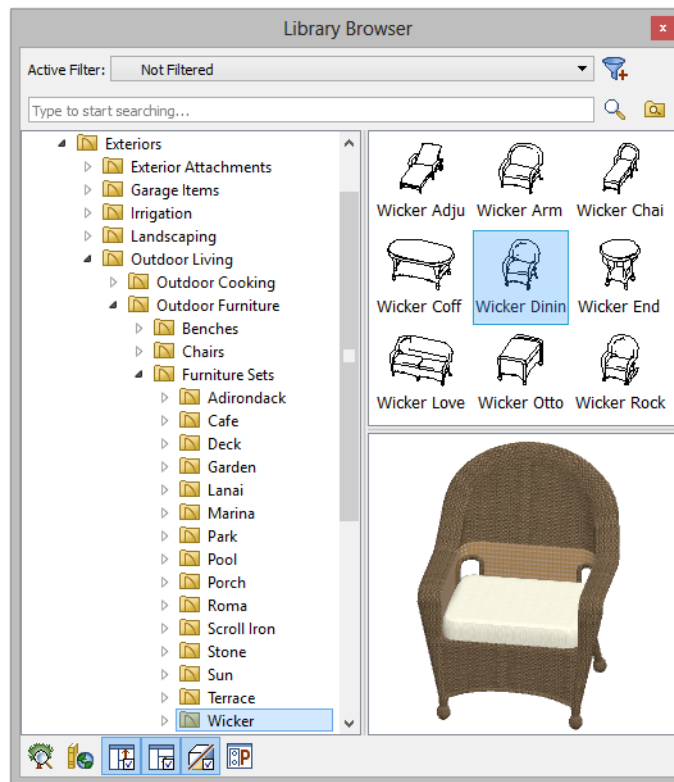 Library Browser
x
Active Filter: Not Filtered
Type to start searching...
Exteriors
Exterior Attachments
Garage Items
Irrigation
Landscaping
Outdoor Living
Outdoor Cooking
Outdoor Furniture
Benches
Chairs
Furniture Sets
Adirondack
Cafe
Deck
Garden
Lanai
Marina
Park
Pool
Porch
Roma
Scroll Iron
Stone
Sun
Terrace
Wicker
Wicker Adju Wicker Arm Wicker Chai
Wicker Coff Wicker Dinin Wicker End
Wicker Love Wicker Otto Wicker Rock
P